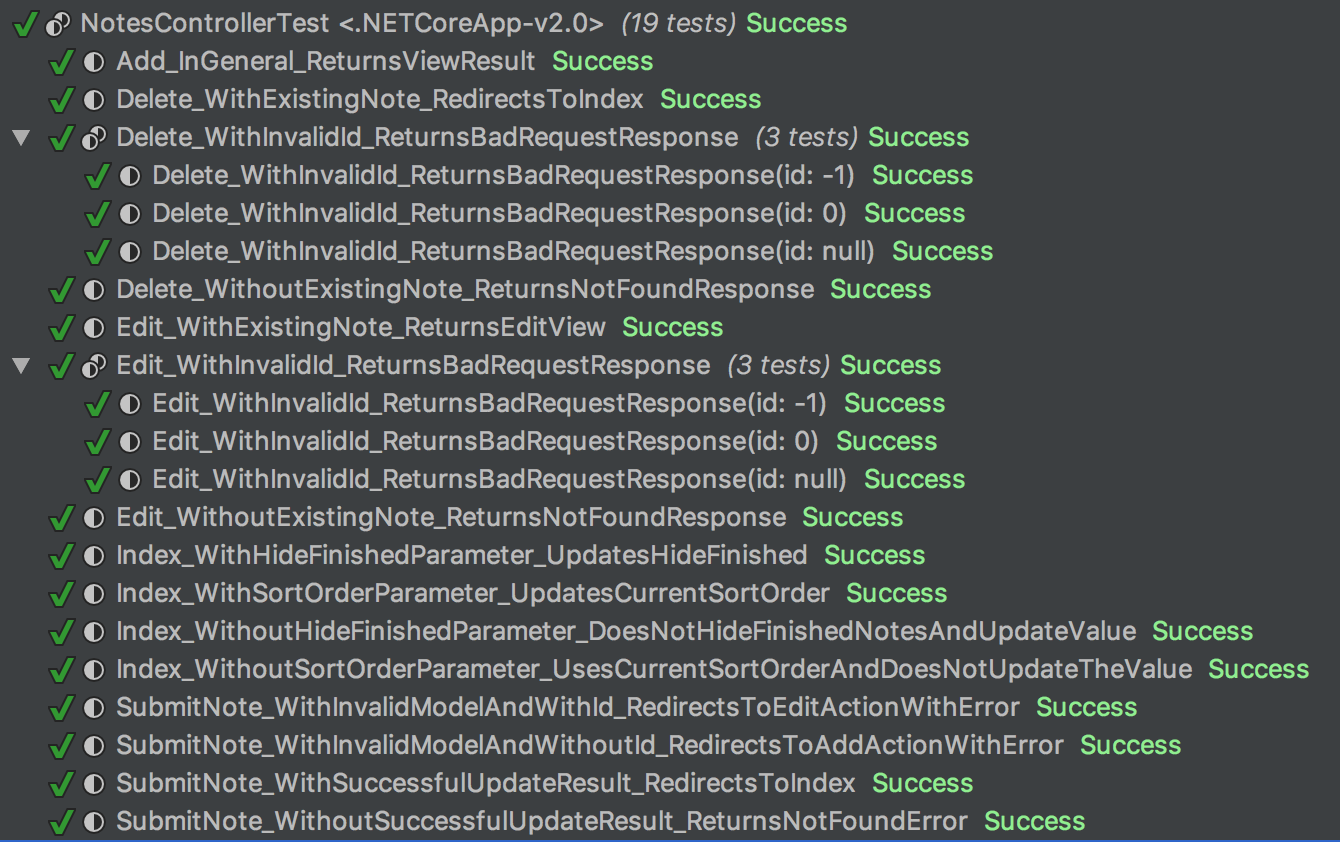 NotesControllerTest <.NETCoreApp-v2.0> (19 tests) Success
Add_InGeneral_ReturnsViewResult Success
Delete_WithExistingNote_RedirectsToIndex Success
Delete_WithInvalidId_ReturnsBadRequestResponse (3 tests) Success
Delete_WithInvalidId_ReturnsBadRequestResponse(id: -1) Success
Delete_WithInvalidId_ReturnsBadRequestResponse(id: 0) Success
Delete_WithInvalidId_ReturnsBadRequestResponse(id: null) Success
Delete_WithoutExistingNote_ReturnsNotFoundResponse Success
Edit_WithExistingNote_ReturnsEditView Success
Edit_WithInvalidId_ReturnsBadRequestResponse (3 tests) Success
Edit_WithInvalidId_ReturnsBadRequestResponse(id: -1) Success
Edit_WithInvalidId_ReturnsBadRequestResponse(id: 0) Success
Edit_WithInvalidId_ReturnsBadRequestResponse(id: null) Success
Edit_WithoutExistingNote_ReturnsNotFoundResponse Success
Index_WithHideFinishedParameter_UpdatesHideFinished Success
Index_WithSortOrderParameter_UpdatesCurrentSortOrder Success
Index_WithoutHideFinishedParameter_DoesNotHideFinishedNotesAndUpdateValue Success
Index_WithoutSortOrderParameter_UsesCurrentSortOrderAndDoesNotUpdateTheValue Success
SubmitNote_WithInvalidModelAndWithId_RedirectsToEditActionWithError Success
SubmitNote_WithInvalidModelAndWithoutId_RedirectsToAddActionWithError Success
SubmitNote_WithSuccessfulUpdateResult_RedirectsToIndex Success
SubmitNote_WithoutSuccessfulUpdateResult_ReturnsNotFoundError Success